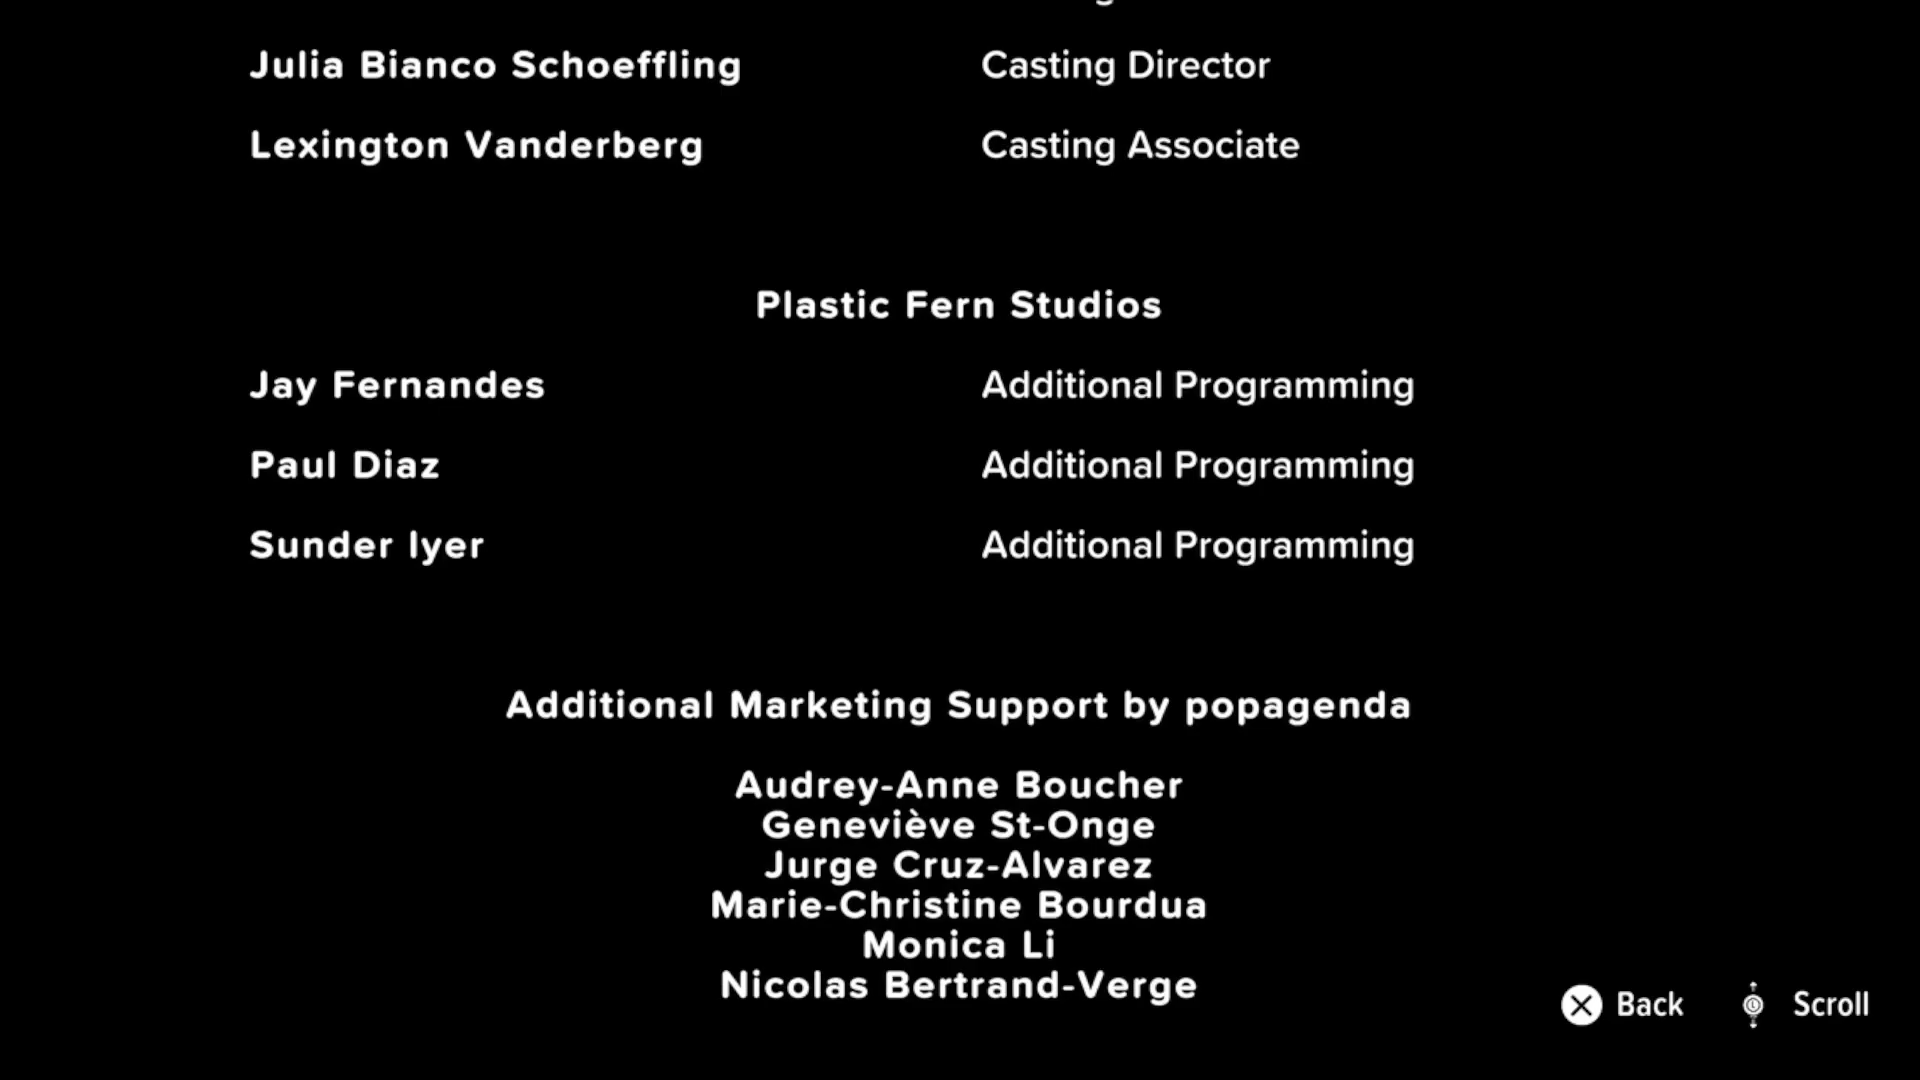 Julia Bianco Schoeffling Casting Director
Lexington Vanderberg Casting Associate
Plastic Fern Studios
Jay Fernandes Additional Programming
Paul Diaz Additional Programming
Sunder Iyer Additional Programming
Additional Marketing Support by popagenda
Audrey-Anne Boucher
Geneviève St-Onge
Jurge Cruz-Alvarez
Marie-Christine Bourdua
Monica Li
Nicolas Bertrand-Verge
Back Scroll